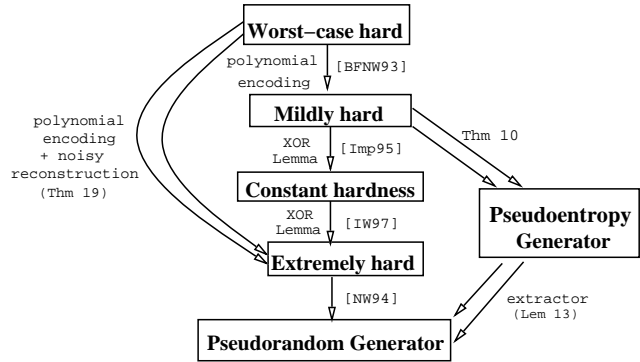 Worst-case hard
polynomial
encoding
[BFNW93]
Mildly hard
polynomial
encoding
+ noisy
reconstruction
(Thm 19)
XOR
Lemma
[Imp95]
Thm 10
Constant hardness
XOR
Lemma
[IW97]
Pseudoentropy
Generator
Extremely hard
[NW94]
extractor
(Lem 13)
Pseudorandom Generator